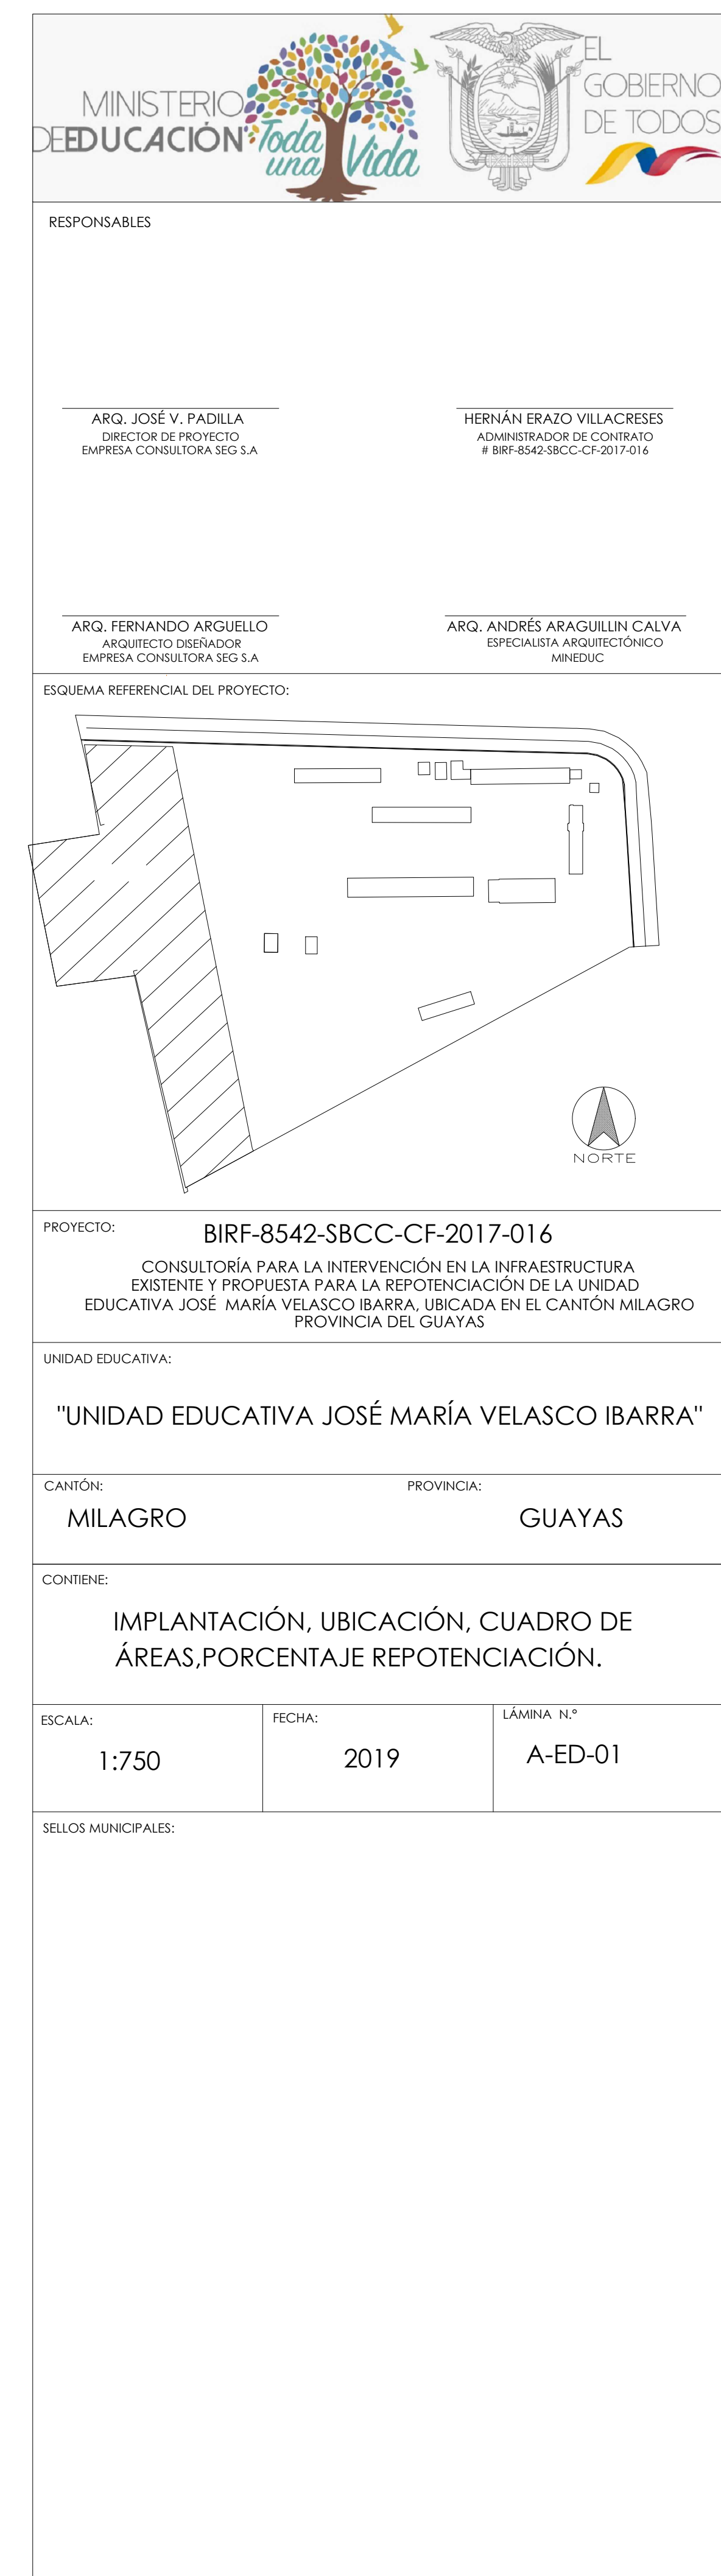 MINISTERIO
DE EDUCACIÓN
Toda
una Vida
EL
GOBIERNO
DE TODOS
RESPONSABLES
ARQ. JOSÉ V. PADILLA
DIRECTOR DE PROYECTO
EMPRESA CONSULTORA SEG S.A
HERNÁN ERAZO VILLACRESES
ADMINISTRADOR DE CONTRATO
# BIRF-8542-SBCC-CF-2017-016
ARQ. FERNANDO ARGUELLO
ARQUITECTO DISEÑADOR
EMPRESA CONSULTORA SEG S.A
ARQ. ANDRÉS ARAGUILLIN CALVA
ESPECIALISTA ARQUITECTÓNICO
MINEDUC
ESQUEMA REFERENCIAL DEL PROYECTO:
NORTE
PROYECTO:
BIRF-8542-SBCC-CF-2017-016
CONSULTORÍA PARA LA INTERVENCIÓN EN LA INFRAESTRUCTURA
EXISTENTE Y PROPUESTA PARA LA REPOTENCIACIÓN DE LA UNIDAD
EDUCATIVA JOSÉ MARÍA VELASCO IBARRA, UBICADA EN EL CANTÓN MILAGRO
PROVINCIA DEL GUAYAS
UNIDAD EDUCATIVA:
"UNIDAD EDUCATIVA JOSÉ MARÍA VELASCO IBARRA"
CANTÓN:
MILAGRO
PROVINCIA:
GUAYAS
CONTIENE:
IMPLANTACIÓN, UBICACIÓN, CUADRO DE
ÁREAS,PORCENTAJE REPOTENCIACIÓN.
ESCALA:
1:750
FECHA:
2019
LÁMINA N.º
A-ED-01
SELLOS MUNICIPALES: